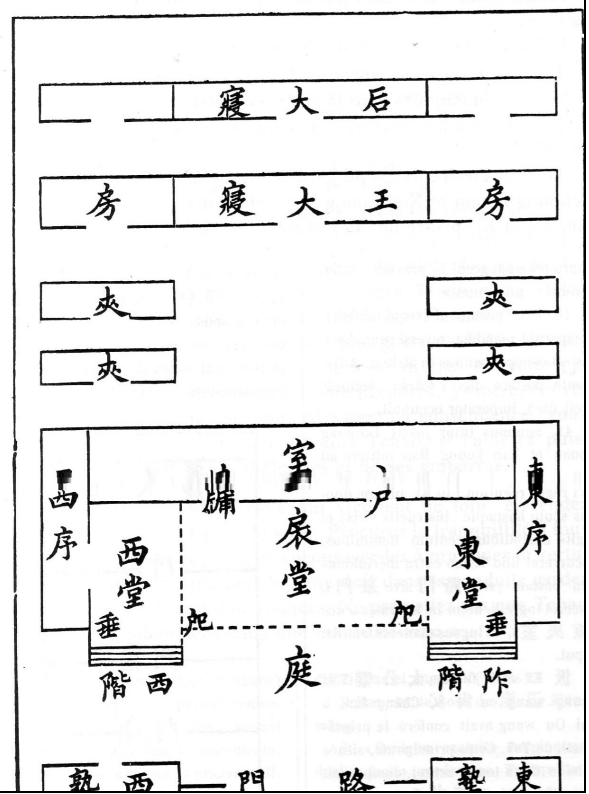 后大寢
房
王大寢
房
夾
夾
夾
夾
室
戶
牖
東序
西序
扆
堂
東堂
西堂
垂
垂
戺
戺
庭
阼階
西階
東塾
路門
西塾